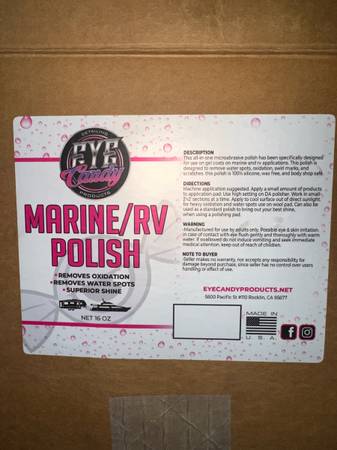 DETAILING
EYE
Candy
PRODUCTS
MARINE/RV
POLISH
• REMOVES OXIDATION
• REMOVES WATER SPOTS
• SUPERIOR SHINE
NET 16 OZ
DESCRIPTION
This all-in-one microabrasive polish has been specifically designed
for use on gel coats on marine and rv applications. This polish is
designed to remove water spots, oxidation, swirl marks, and
scratches. this polish is 100% silicone, wax free, and body shop safe.
DIRECTIONS
Machine application suggested. Apply a small amount of products
to application pad. Use high setting on DA polisher. Work in small
2×2 sections at a time. Apply to cool surface out of direct sunlight.
for heavy oxidation and water spots use on wool pad. Can also be
used as a standard polish to bring out your best shine.
when using a polishing pad.
WARNING
Manufactured for use by adults only. Possible eye & skin irritation.
in case of contact with eye flush gently and thoroughly with warm
water. If swallowed do not induce vomiting and seek immediate
medical attention. keep out of reach of children.
NOTE TO BUYER
Seller makes no warranty, nor accepts any responsibility for
damage beyond purchase, since seller has no control over users
handling or effect of use.
EYECANDYPRODUCTS.NET
5600 Pacific St #110 Rocklin, CA 95677
MADE IN
U.S.A.